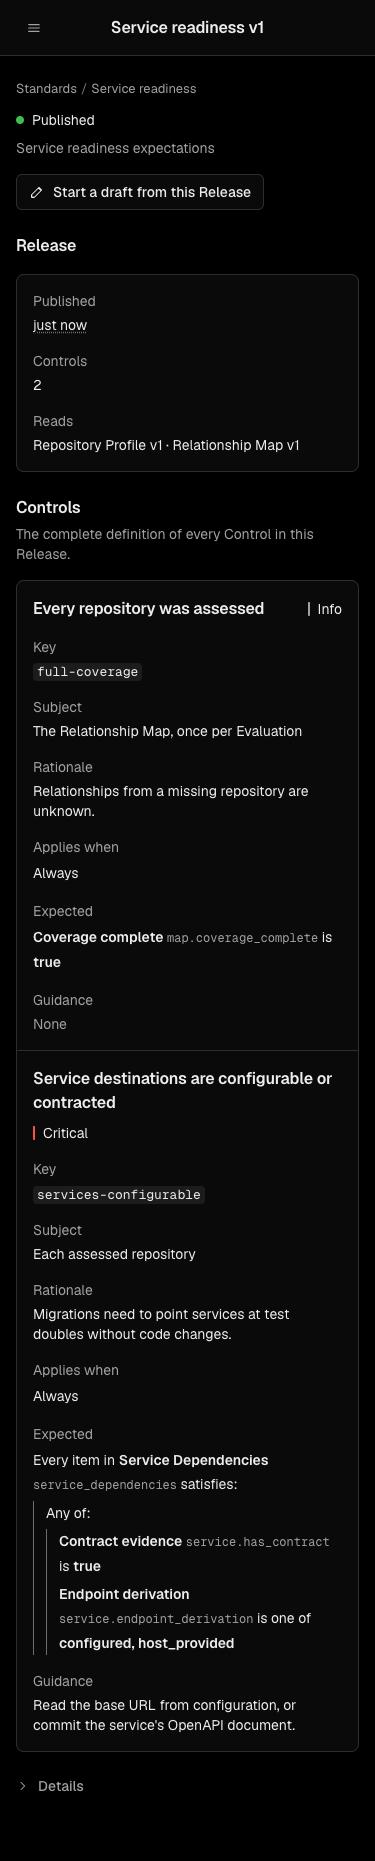 Service readiness v1
Standards / Service readiness
Published
Service readiness expectations
Start a draft from this Release
Release
Published
just now
Controls
2
Reads
Repository Profile v1 · Relationship Map v1
Controls
The complete definition of every Control in this
Release.
Every repository was assessed
Info
Key
full-coverage
Subject
The Relationship Map, once per Evaluation
Rationale
Relationships from a missing repository are
unknown.
Applies when
Always
Expected
Coverage complete map.coverage_complete is
true
Guidance
None
Service destinations are configurable or
contracted
Critical
Key
services-configurable
Subject
Each assessed repository
Rationale
Migrations need to point services at test
doubles without code changes.
Applies when
Always
Expected
Every item in Service Dependencies
service_dependencies satisfies:
Any of:
Contract evidence service.has_contract
is true
Endpoint derivation
service.endpoint_derivation is one of
configured, host_provided
Guidance
Read the base URL from configuration, or
commit the service's OpenAPI document.
Details